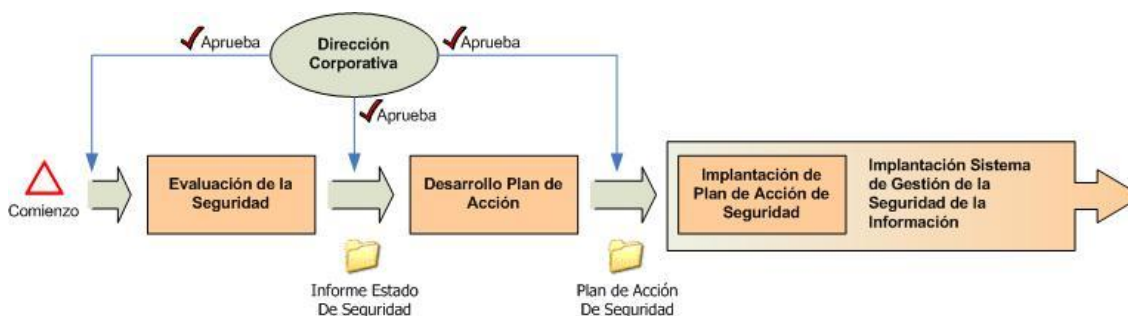 Aprueba
Dirección
Corporativa
Aprueba
Aprueba
Comienzo
Evaluación de la
Seguridad
Desarrollo Plan de
Acción
Implantación de
Plan de Acción de
Seguridad
Implantación Sistema
de Gestión de la
Seguridad de la
Información
Informe Estado
De Seguridad
Plan de Acción
De Seguridad